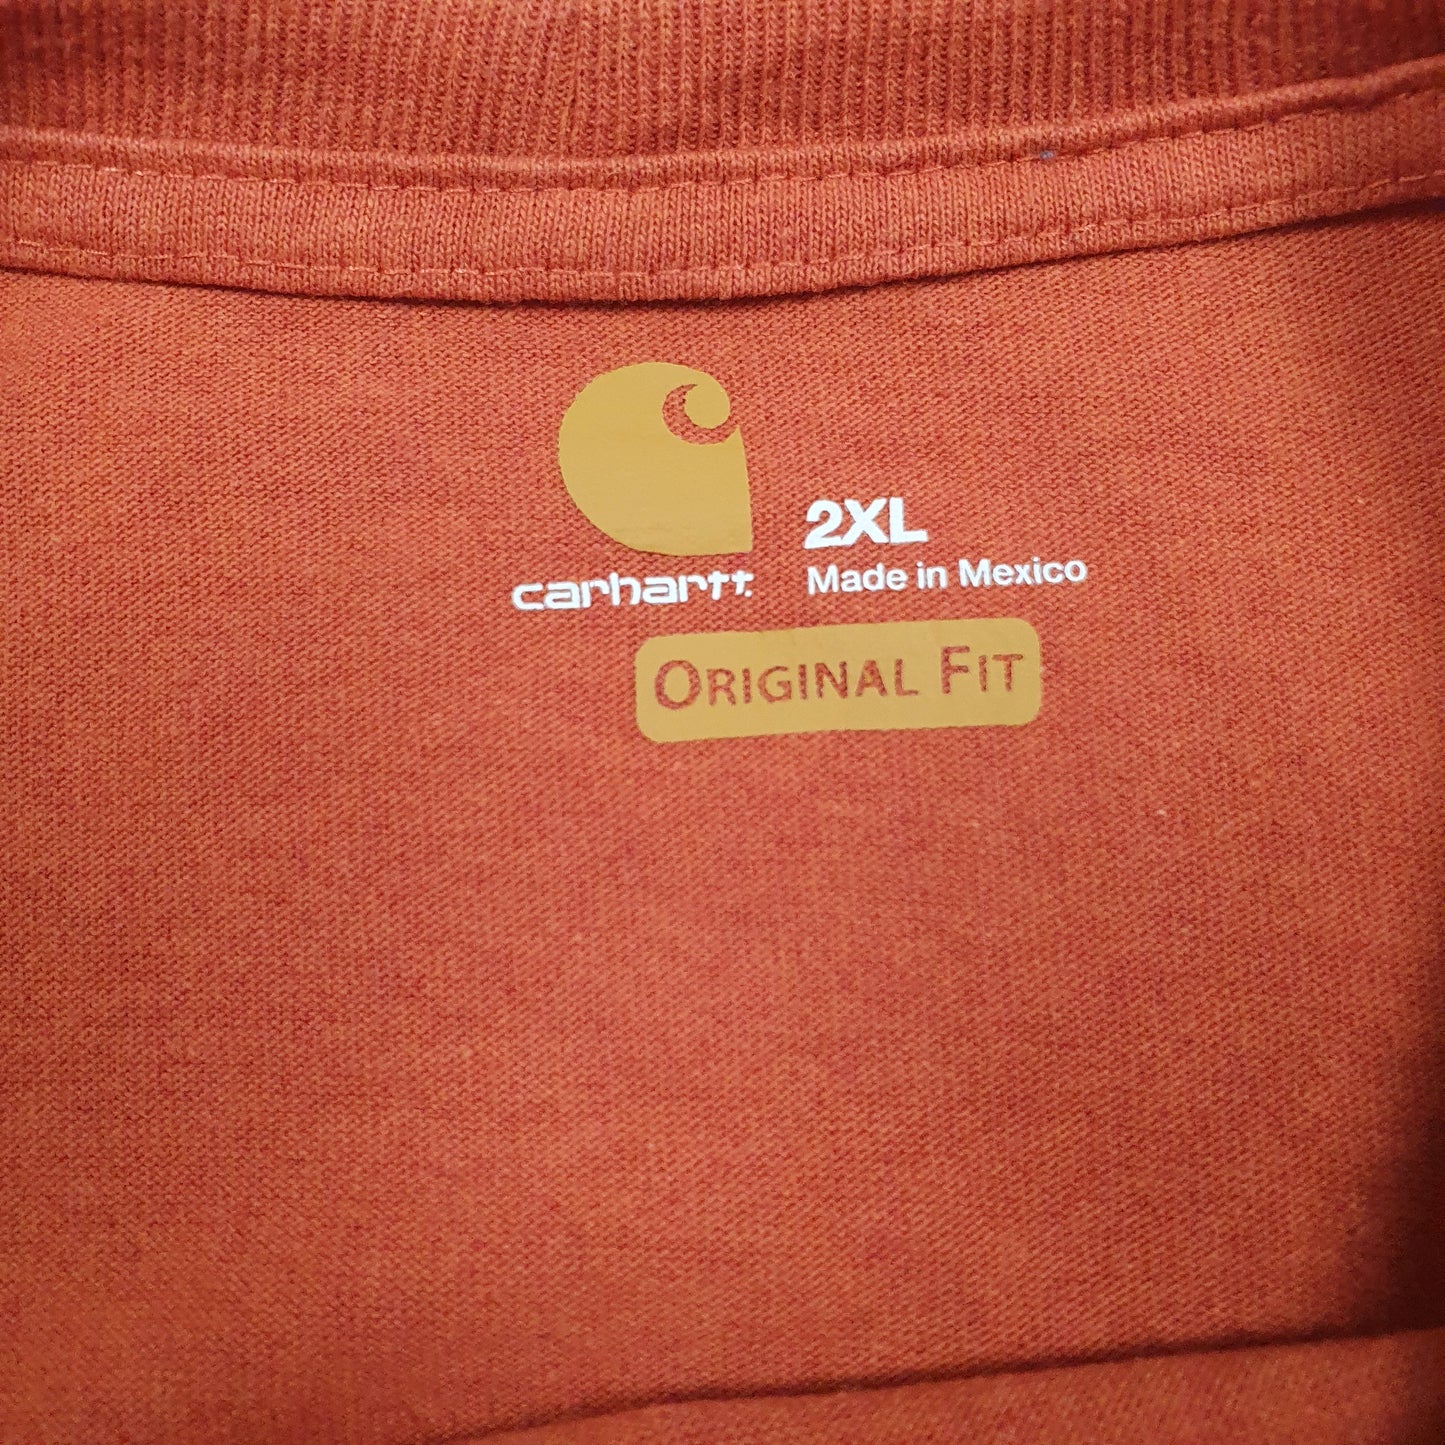 carhartt
2XL
Made in Mexico
ORIGINAL FIT